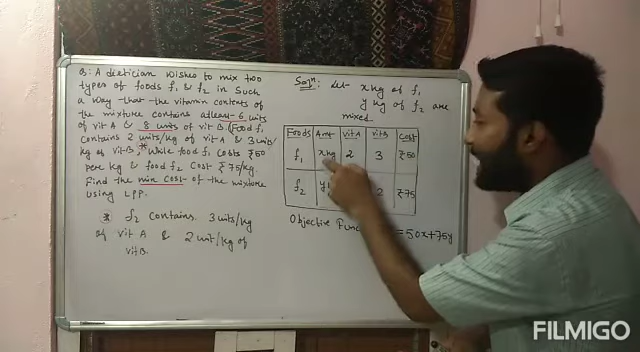 Q: A dietician wishes to mix two
types of foods f1 & f2 in such
a way that the vitamin contents of
the mixture contains atleast 6 units
of vit A & 8 units of vit B. (Food f1
contains 2 units/kg of vit A & 3 units/
kg of vit B. * While food f1 costs ₹50
per kg & food f2 cost ₹75/kg.
Find the min cost of the mixture
using LPP.
* f2 contains 3 units/kg
of vit A & 2 unit/kg of
vit B.
Let x kg of f1
y kg of f2 are
mixed
Foods Amt vit A vit B Cost
f1 x kg 2 3 ₹50
f2 2 ₹75
Objective = 50x+75y
FILMIGO